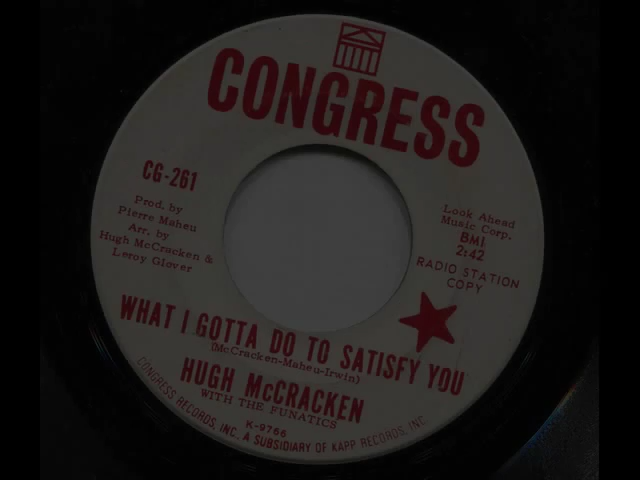 CONGRESS
CG-261
Prod. by
Pierre Maheu
Arr. by
Hugh McCracken &
Leroy Glover
Look Ahead
Music Corp.
BMI
2:42
RADIO STATION
COPY
WHAT I GOTTA DO TO SATISFY YOU
(McCracken-Maheu-Irwin)
HUGH McCRACKEN
WITH THE FUNATICS
K-9766
CONGRESS RECORDS, INC. A SUBSIDIARY OF KAPP RECORDS, INC.